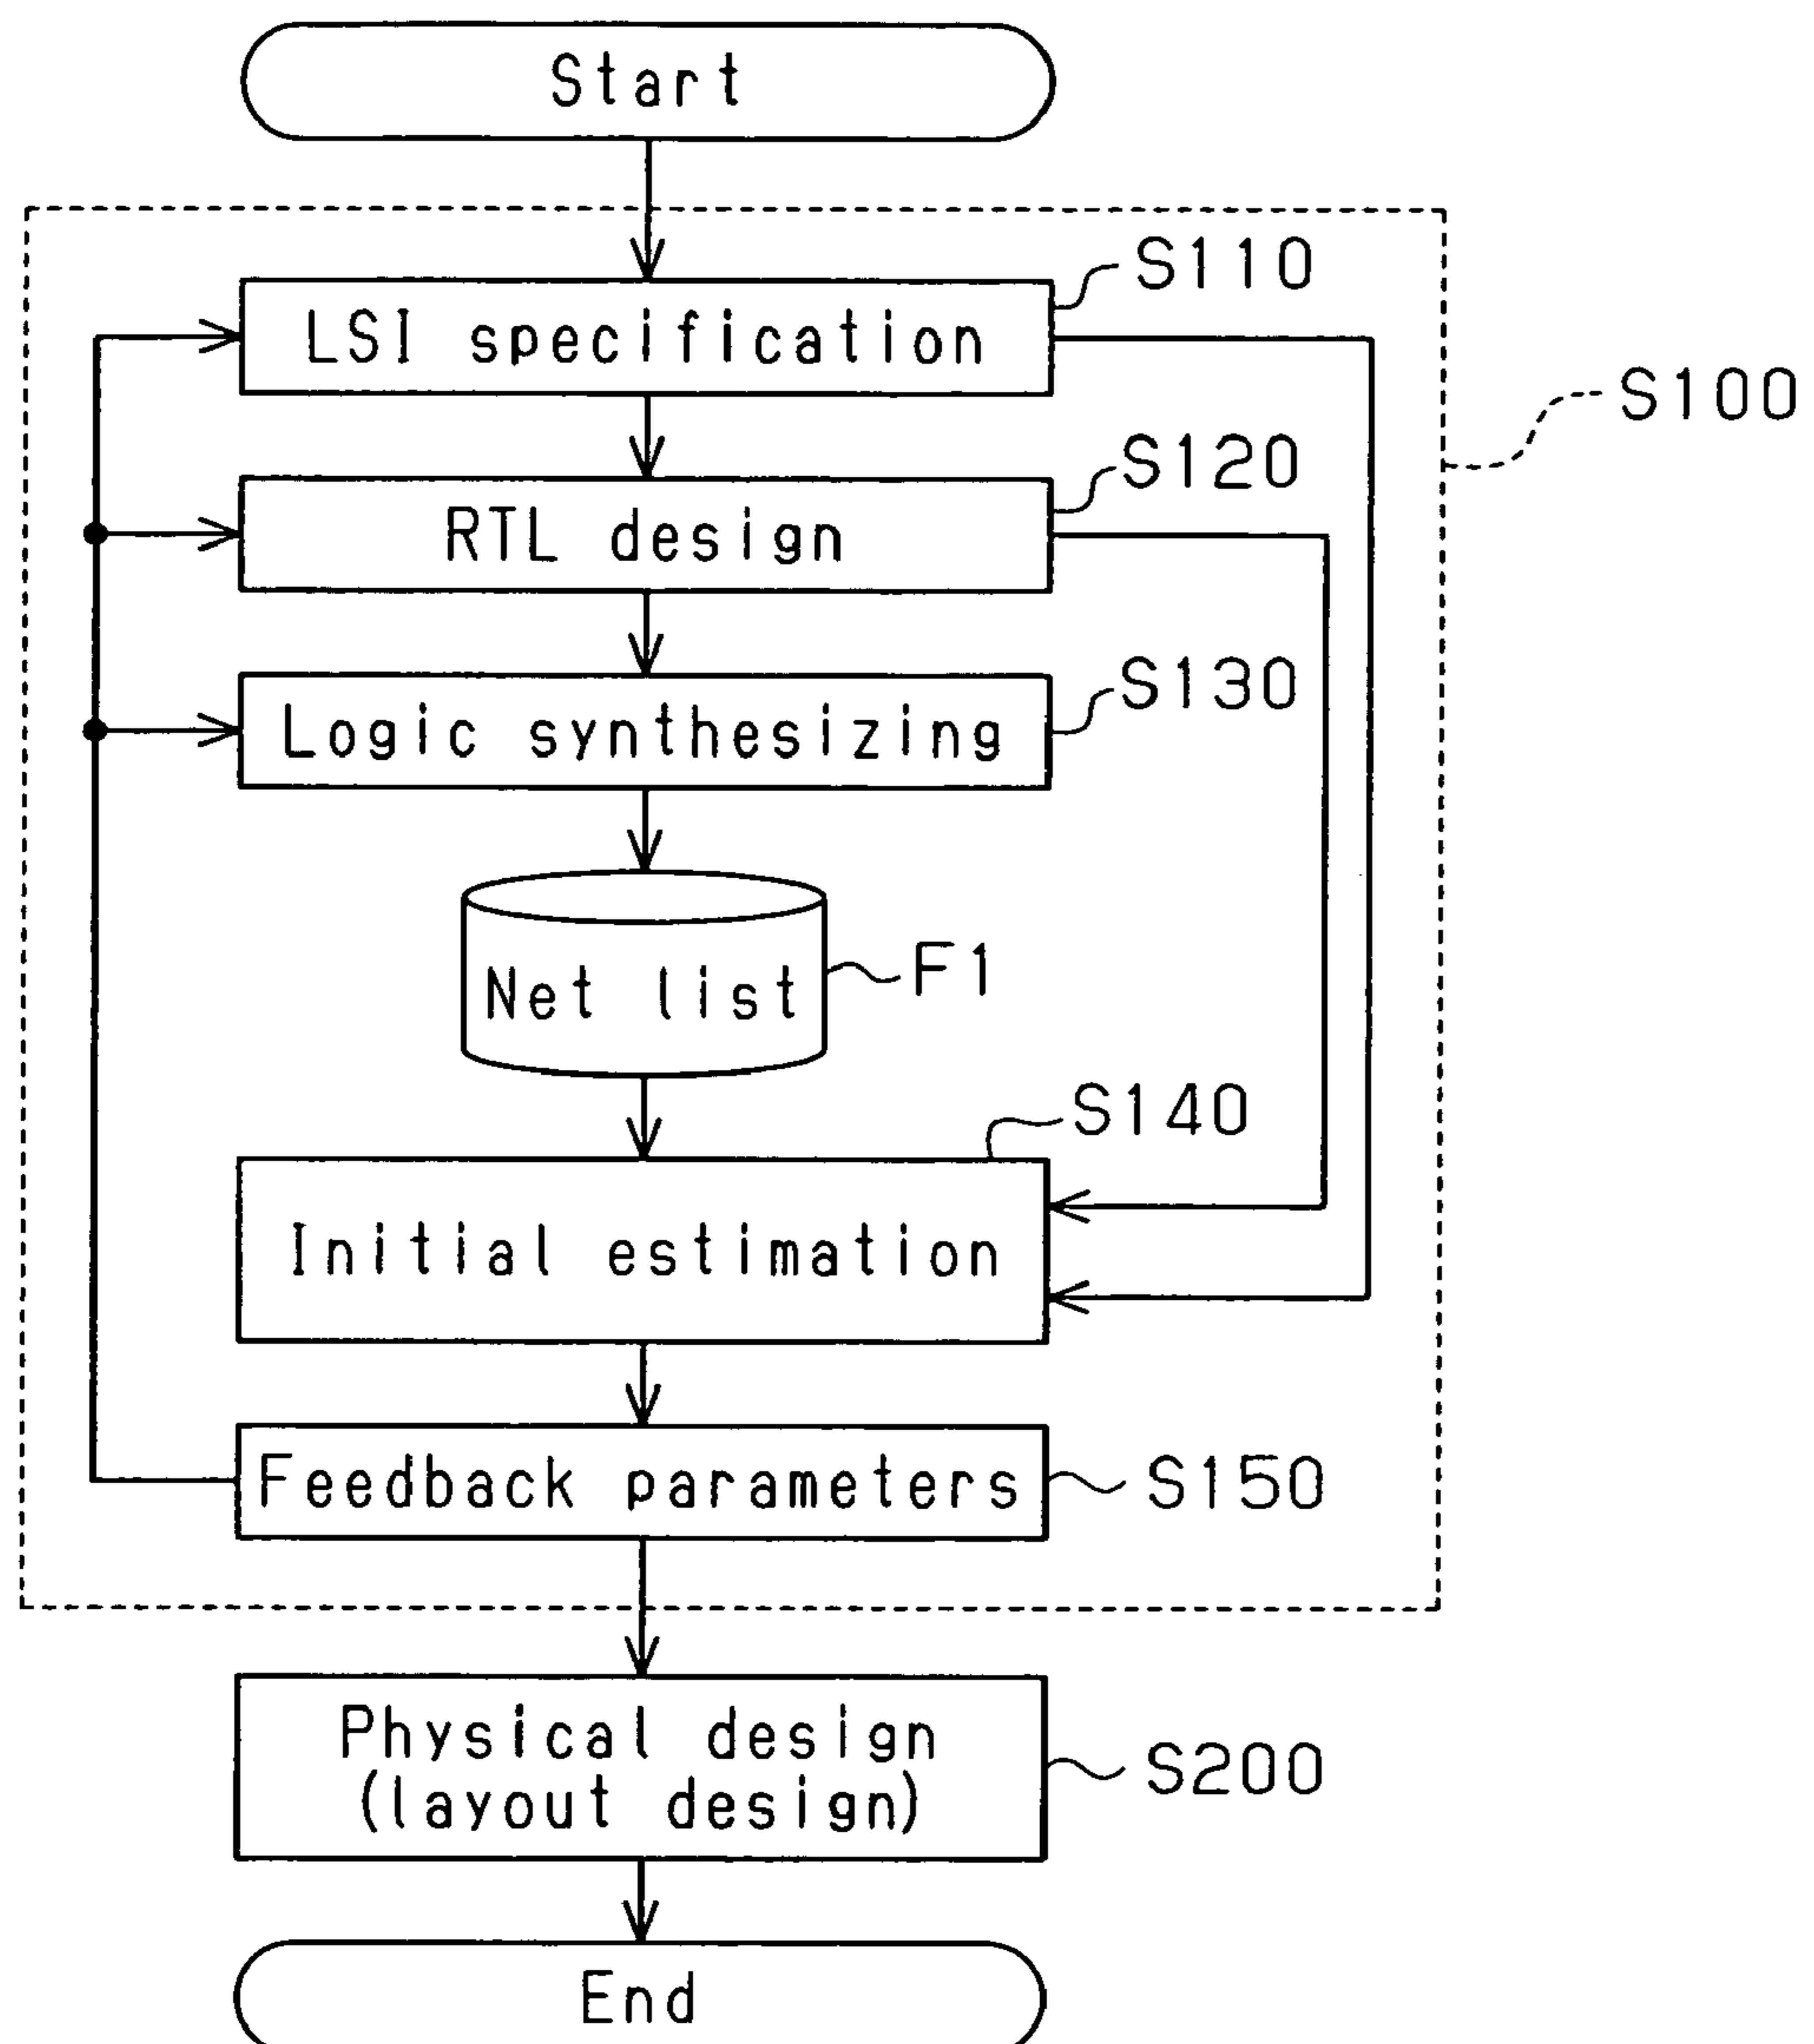 Start
LSI specification
S110
S100
RTL design
S120
Logic synthesizing
S130
Net list
F1
S140
Initial estimation
Feedback parameters
S150
Physical design
(layout design)
S200
End